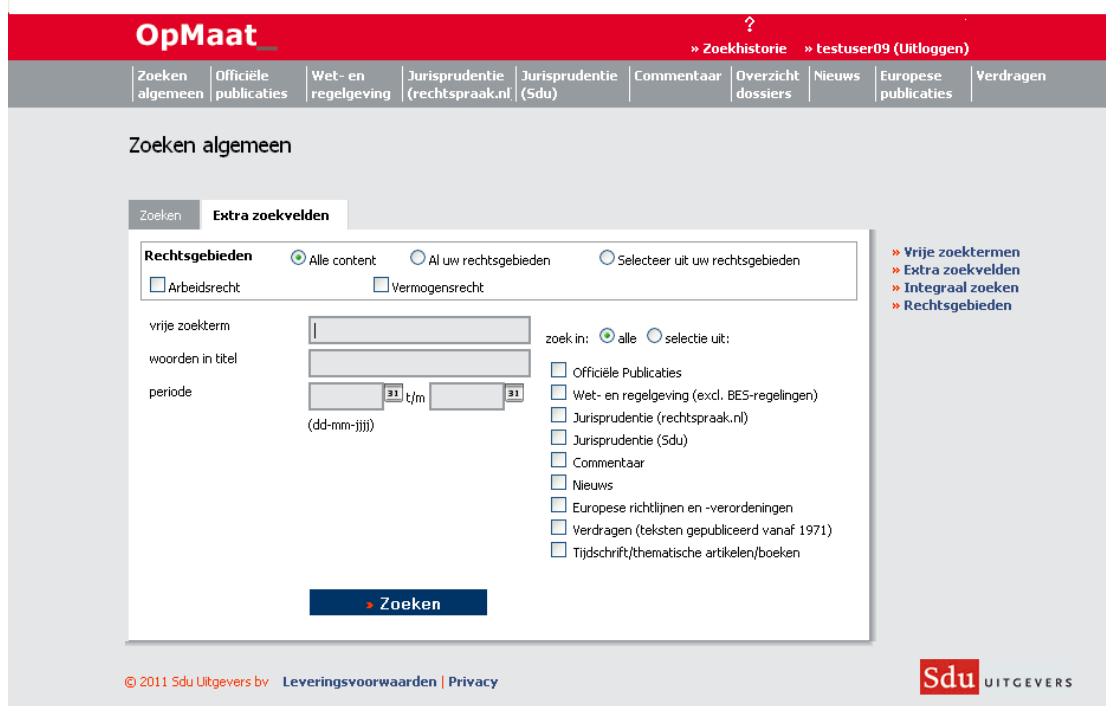 OpMaat_
?
» Zoekhistorie » testuser09 (Uitloggen)
Zoeken algemeen
Officiële publicaties
Wet- en regelgeving
Jurisprudentie (rechtspraak.nl)
Jurisprudentie (Sdu)
Commentaar
Overzicht dossiers
Nieuws
Europese publicaties
Verdragen
Zoeken algemeen
Zoeken
Extra zoekvelden
Rechtsgebieden
Alle content
Al uw rechtsgebieden
Selecteer uit uw rechtsgebieden
Arbeidsrecht
Vermogensrecht
vrije zoekterm
woorden in titel
periode
31 t/m 31
(dd-mm-jjjj)
zoek in: alle selectie uit:
Officiële Publicaties
Wet- en regelgeving (excl. BES-regelingen)
Jurisprudentie (rechtspraak.nl)
Jurisprudentie (Sdu)
Commentaar
Nieuws
Europese richtlijnen en -verordeningen
Verdragen (teksten gepubliceerd vanaf 1971)
Tijdschrift/thematische artikelen/boeken
» Zoeken
» Vrije zoektermen
» Extra zoekvelden
» Integraal zoeken
» Rechtsgebieden
© 2011 Sdu Uitgevers bv Leveringsvoorwaarden | Privacy
Sdu UITGEVERS